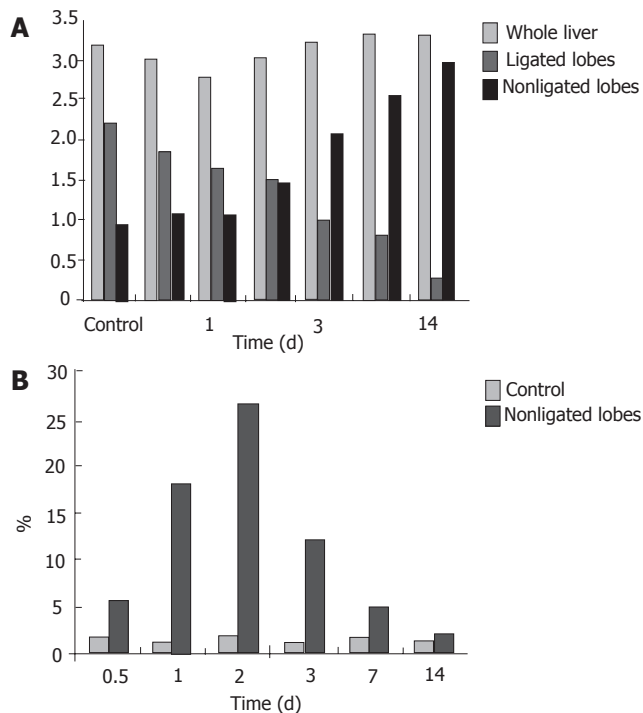 A
3.5
3.0
2.5
2.0
1.5
1.0
0.5
0
Whole liver
Ligated lobes
Nonligated lobes
Control 1 3 14
Time (d)
B
30
25
20
15
10
5
0
%
Control
Nonligated lobes
0.5 1 2 3 7 14
Time (d)